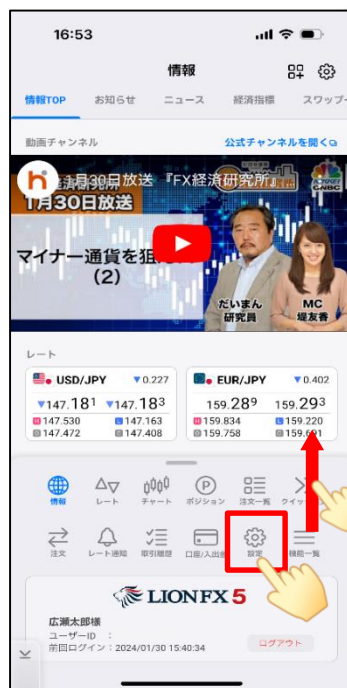 16:53
情報
情報TOP お知らせ ニュース 経済指標 スワップ
動画チャンネル 公式チャンネルを開く
1月30日放送 『FX経済研究所』
1月30日放送
CNBC
マイナー通貨を狙
(2)
だいまん
研究員
MC
堤友香
レート
USD/JPY ▼0.227
EUR/JPY ▼0.402
▼147.181 ▼147.183
159.289 159.293
H 147.530 L 147.163
H 159.834 L 159.220
O 147.472 C 147.408
O 159.758
情報 レート チャート ポジション 注文一覧 クイッ
注文 レート通知 取引履歴 口座/入出金 設定 機能一覧
LION FX 5
広瀬太郎様
ユーザーID :
前回ログイン : 2024/01/30 15:40:34
ログアウト